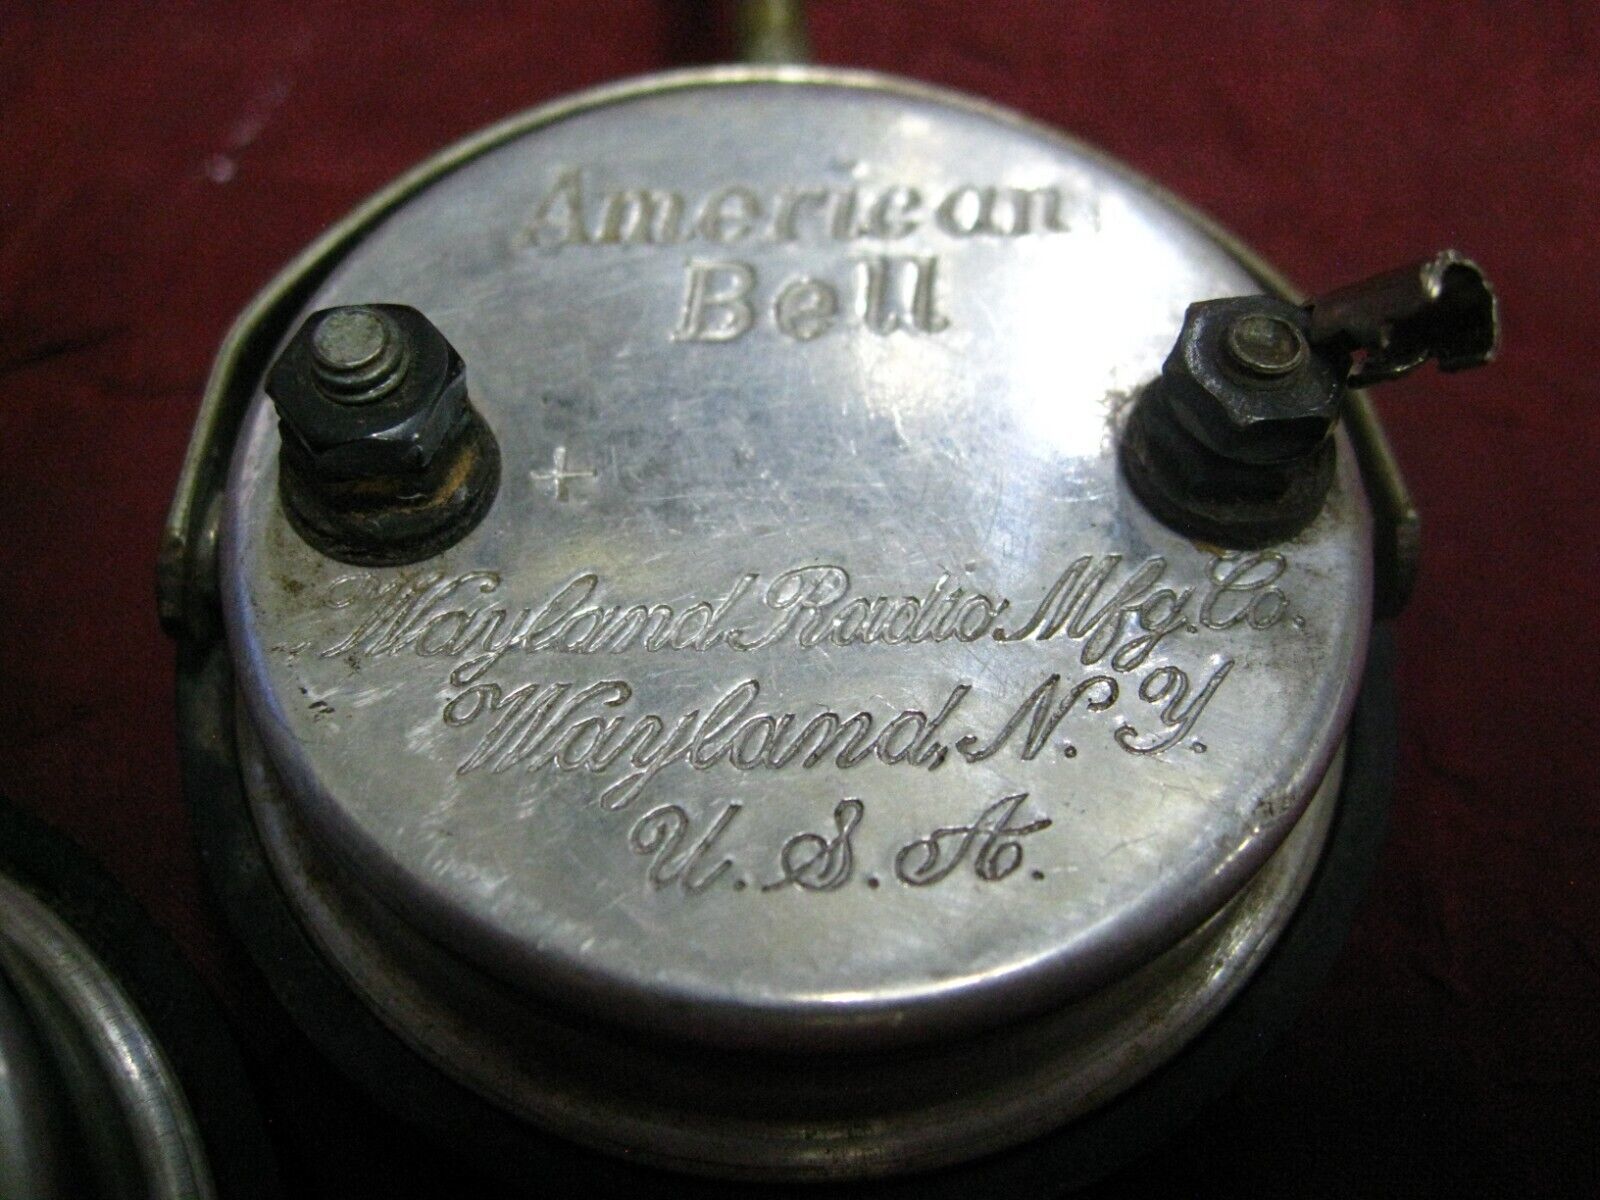 American
Bell
+
Wayland Radio Mfg. Co.
Wayland, N.Y.
U.S.A.